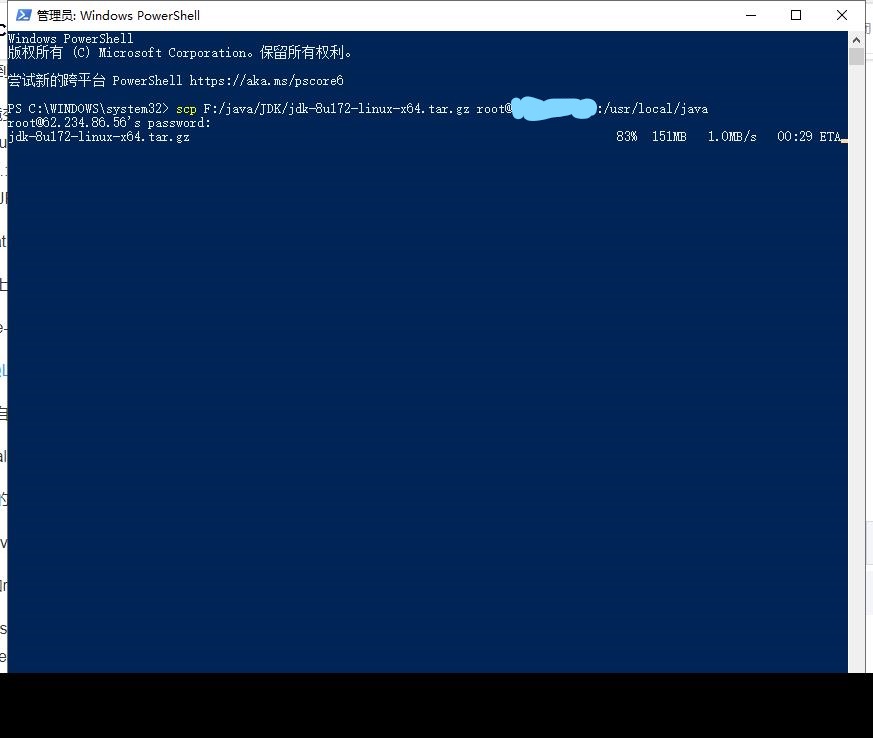 管理员: Windows PowerShell
Windows PowerShell
版权所有 (C) Microsoft Corporation。保留所有权利。
尝试新的跨平台 PowerShell https://aka.ms/pscore6
PS C:\WINDOWS\system32> scp F:/java/JDK/jdk-8u172-linux-x64.tar.gz root@:/usr/local/java
root@62.234.86.56's password:
jdk-8u172-linux-x64.tar.gz 83% 151MB 1.0MB/s 00:29 ETA